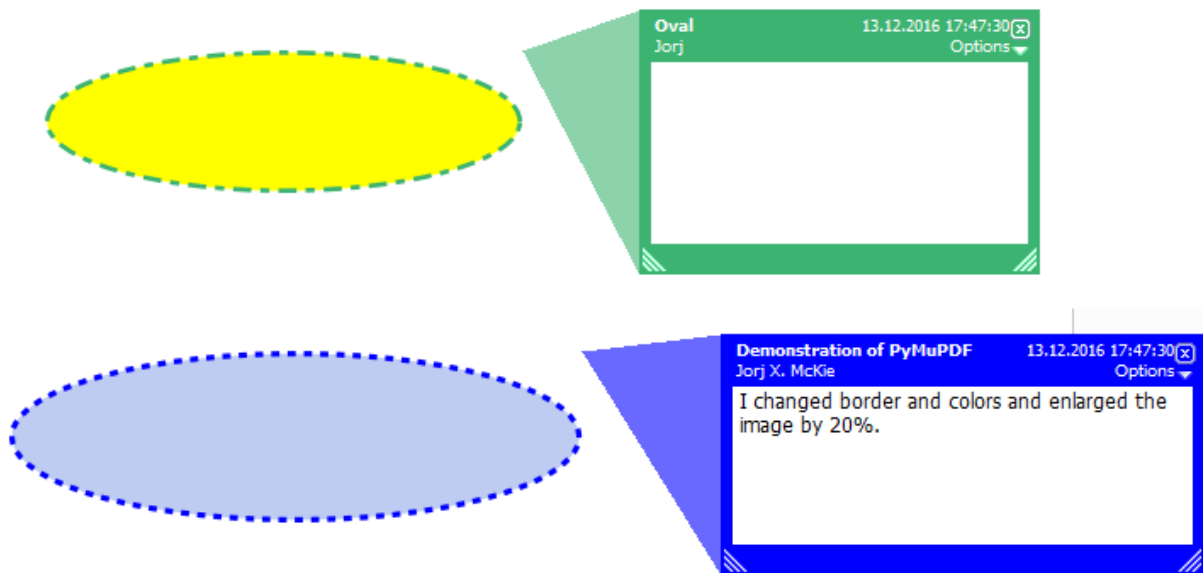 Oval 13.12.2016 17:47:30
Jorj Options
Demonstration of PyMuPDF 13.12.2016 17:47:30
Jorj X. McKie Options
I changed border and colors and enlarged the
image by 20%.